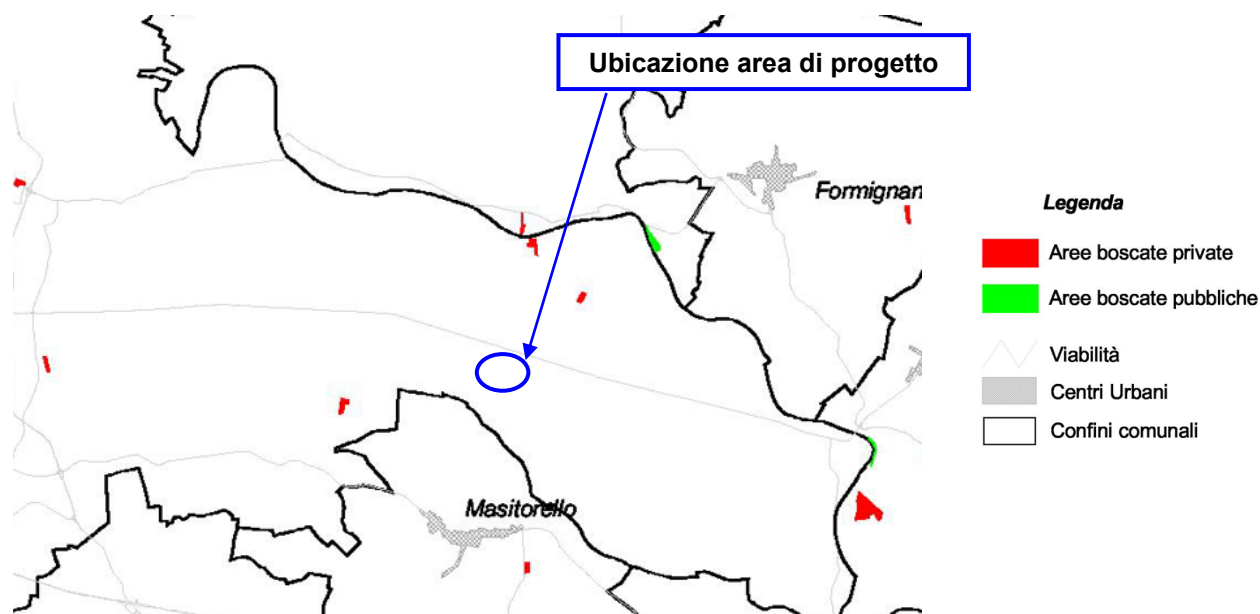 Ubicazione area di progetto
Formignan
Masitorello
Legenda
Aree boscate private
Aree boscate pubbliche
Viabilità
Centri Urbani
Confini comunali